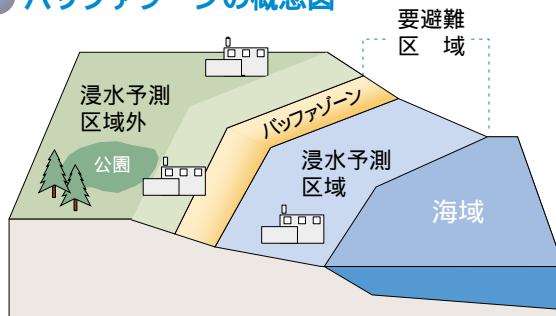 バッファゾーンの概念図
要避難
区　域
浸水予測
区域外
バッファゾーン
公園
浸水予測
区域
海域